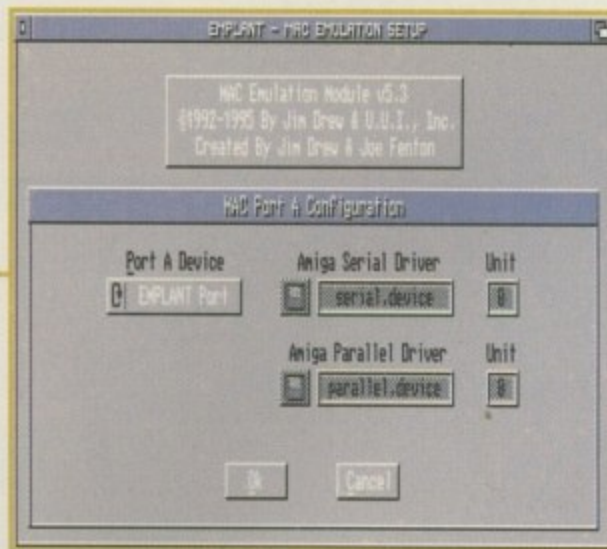 EMPLANT - MAC EMULATION SETUP
MAC Emulation Module v5.3
©1992-1995 By Jim Drew & U.U.I., Inc.
Created By Jim Drew & Joe Fenton
MAC Port A Configuration
Port A Device
Amiga Serial Driver
Unit
EMPLANT Port
serial.device
0
Amiga Parallel Driver
Unit
parallel.device
0
Ok
Cancel